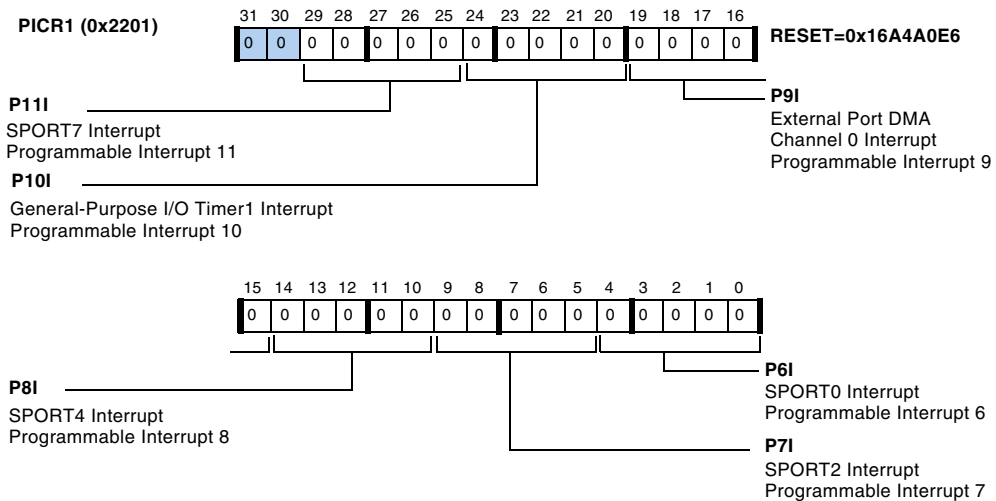 PICR1 (0x2201)
31 30 29 28 27 26 25 24 23 22 21 20 19 18 17 16
0 0 0 0 0 0 0 0 0 0 0 0 0 0 0 0
RESET=0x16A4A0E6
P11I
SPORT7 Interrupt
Programmable Interrupt 11
P10I
General-Purpose I/O Timer1 Interrupt
Programmable Interrupt 10
P9I
External Port DMA
Channel 0 Interrupt
Programmable Interrupt 9
15 14 13 12 11 10 9 8 7 6 5 4 3 2 1 0
0 0 0 0 0 0 0 0 0 0 0 0 0 0 0 0
P8I
SPORT4 Interrupt
Programmable Interrupt 8
P6I
SPORT0 Interrupt
Programmable Interrupt 6
P7I
SPORT2 Interrupt
Programmable Interrupt 7